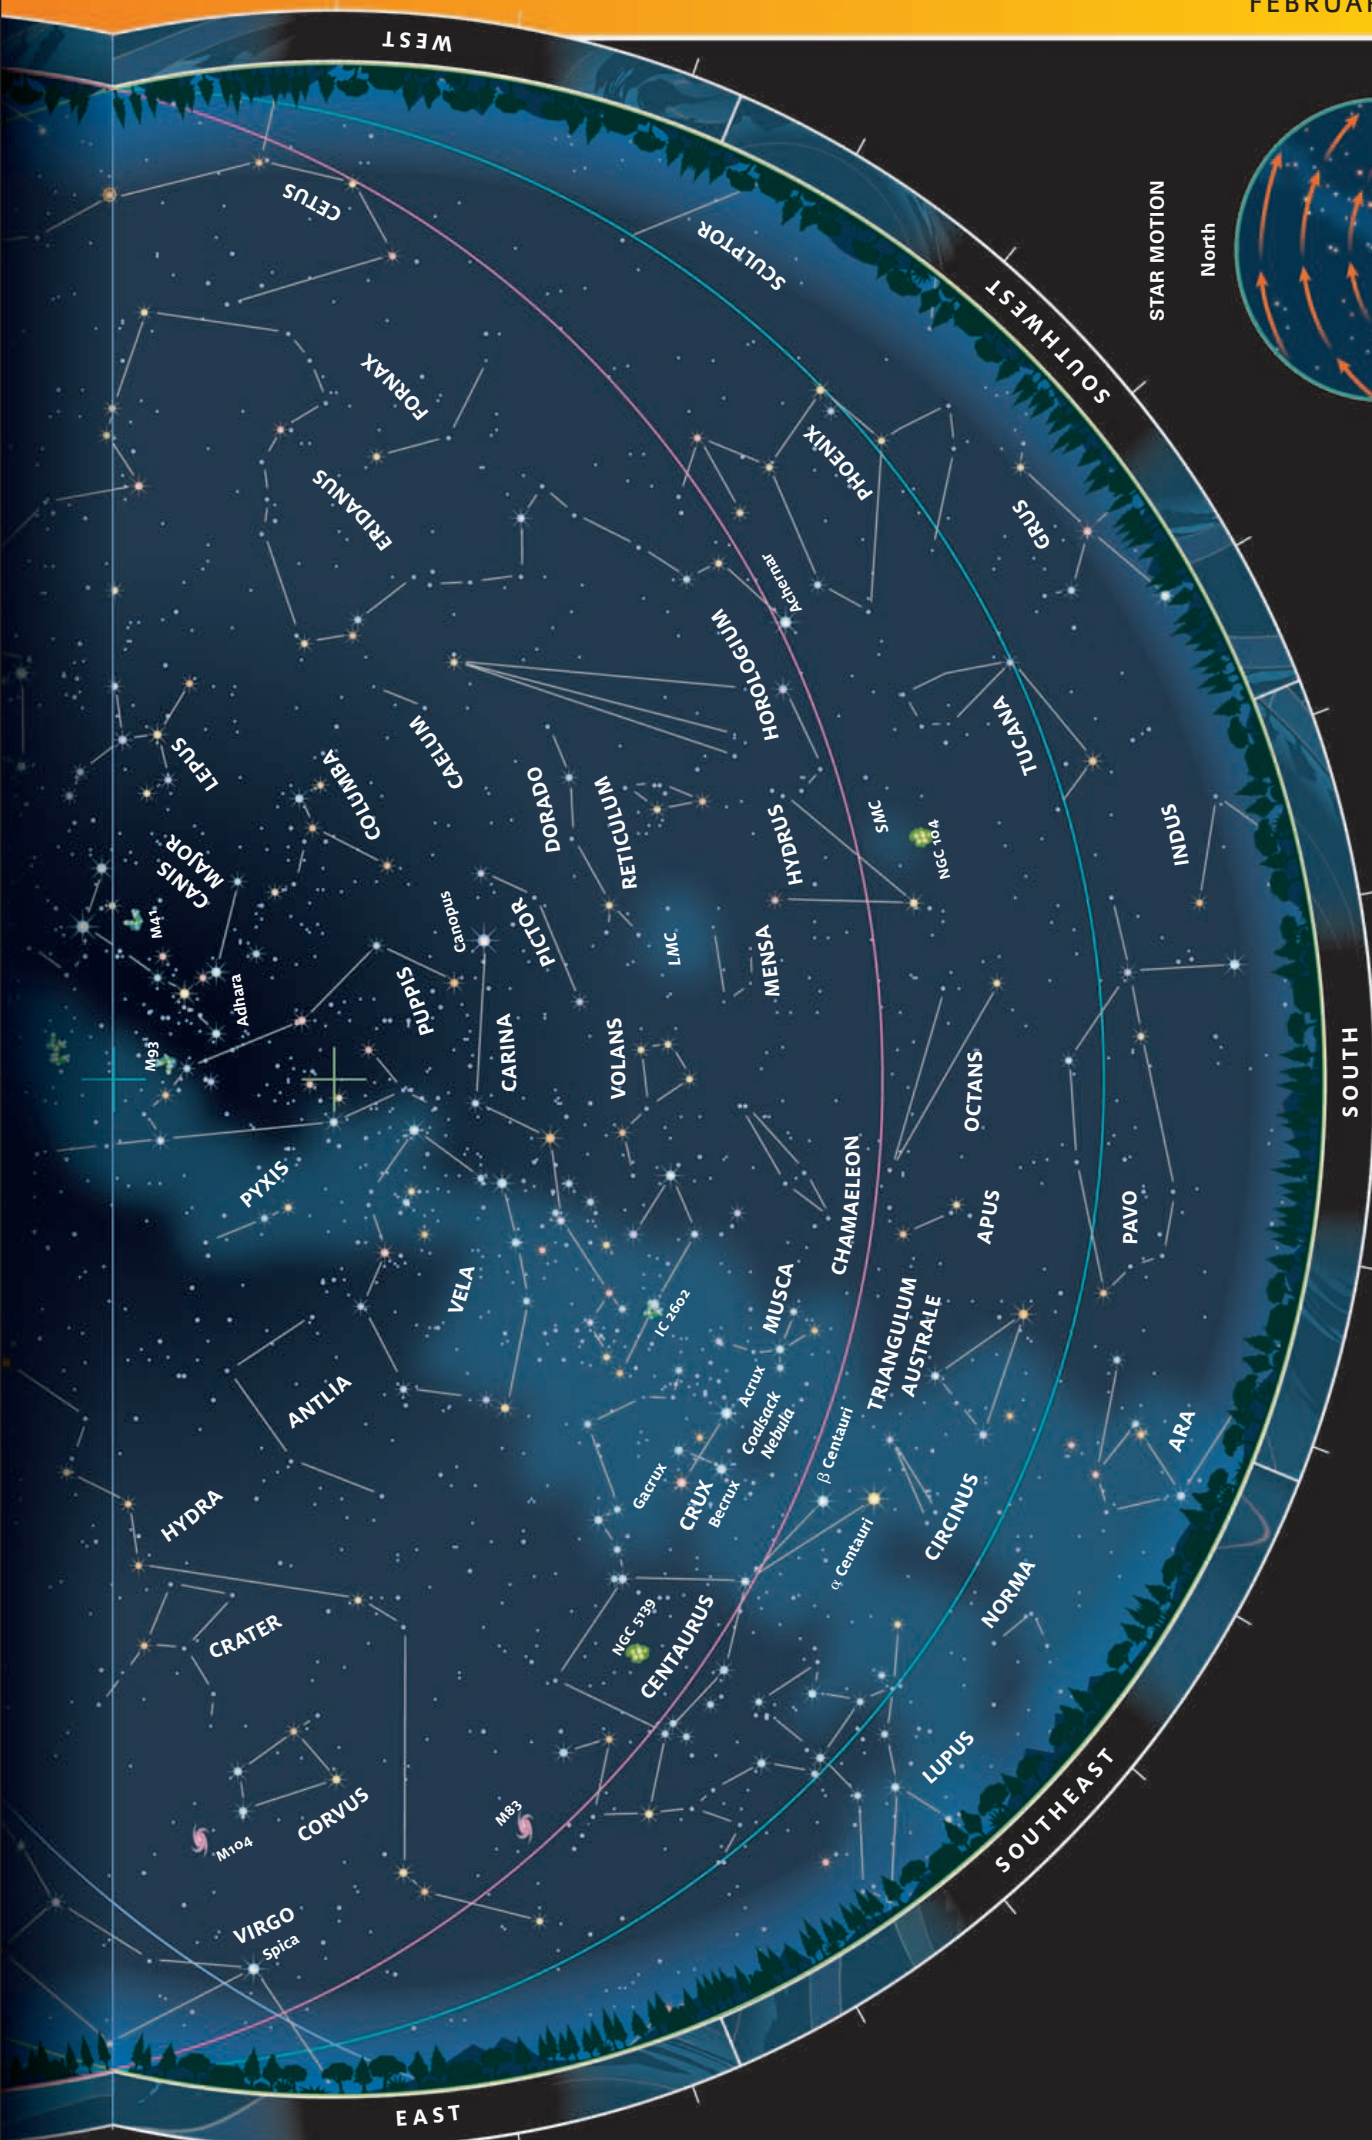 FEBRUAR
WEST
CETUS
SCULPTOR
STAR MOTION
North
SOUTHWEST
FORNAX
PHOENIX
ERIDANUS
GRUS
Achernar
HOROLOGIUM
TUCANA
LEPUS
CAELUM
COLUMBA
DORADO
RETICULUM
HYDRUS
SMC
NGC 104
INDUS
CANIS
MAJOR
M41
Canopus
PICTOR
LMC
MENSA
Adhara
PUPPIS
M93
CARINA
VOLANS
OCTANS
SOUTH
PYXIS
CHAMAELEON
APUS
PAVO
VELA
IC 2602
MUSCA
TRIANGULUM
AUSTRALE
ANTLIA
Acrux
Coalsack
Nebula
β Centauri
ARA
HYDRA
Gacrux
CRUX
Becrux
α Centauri
CIRCINUS
NORMA
CRATER
NGC 5139
CENTAURUS
LUPUS
CORVUS
M83
M104
SOUTHEAST
VIRGO
Spica
EAST